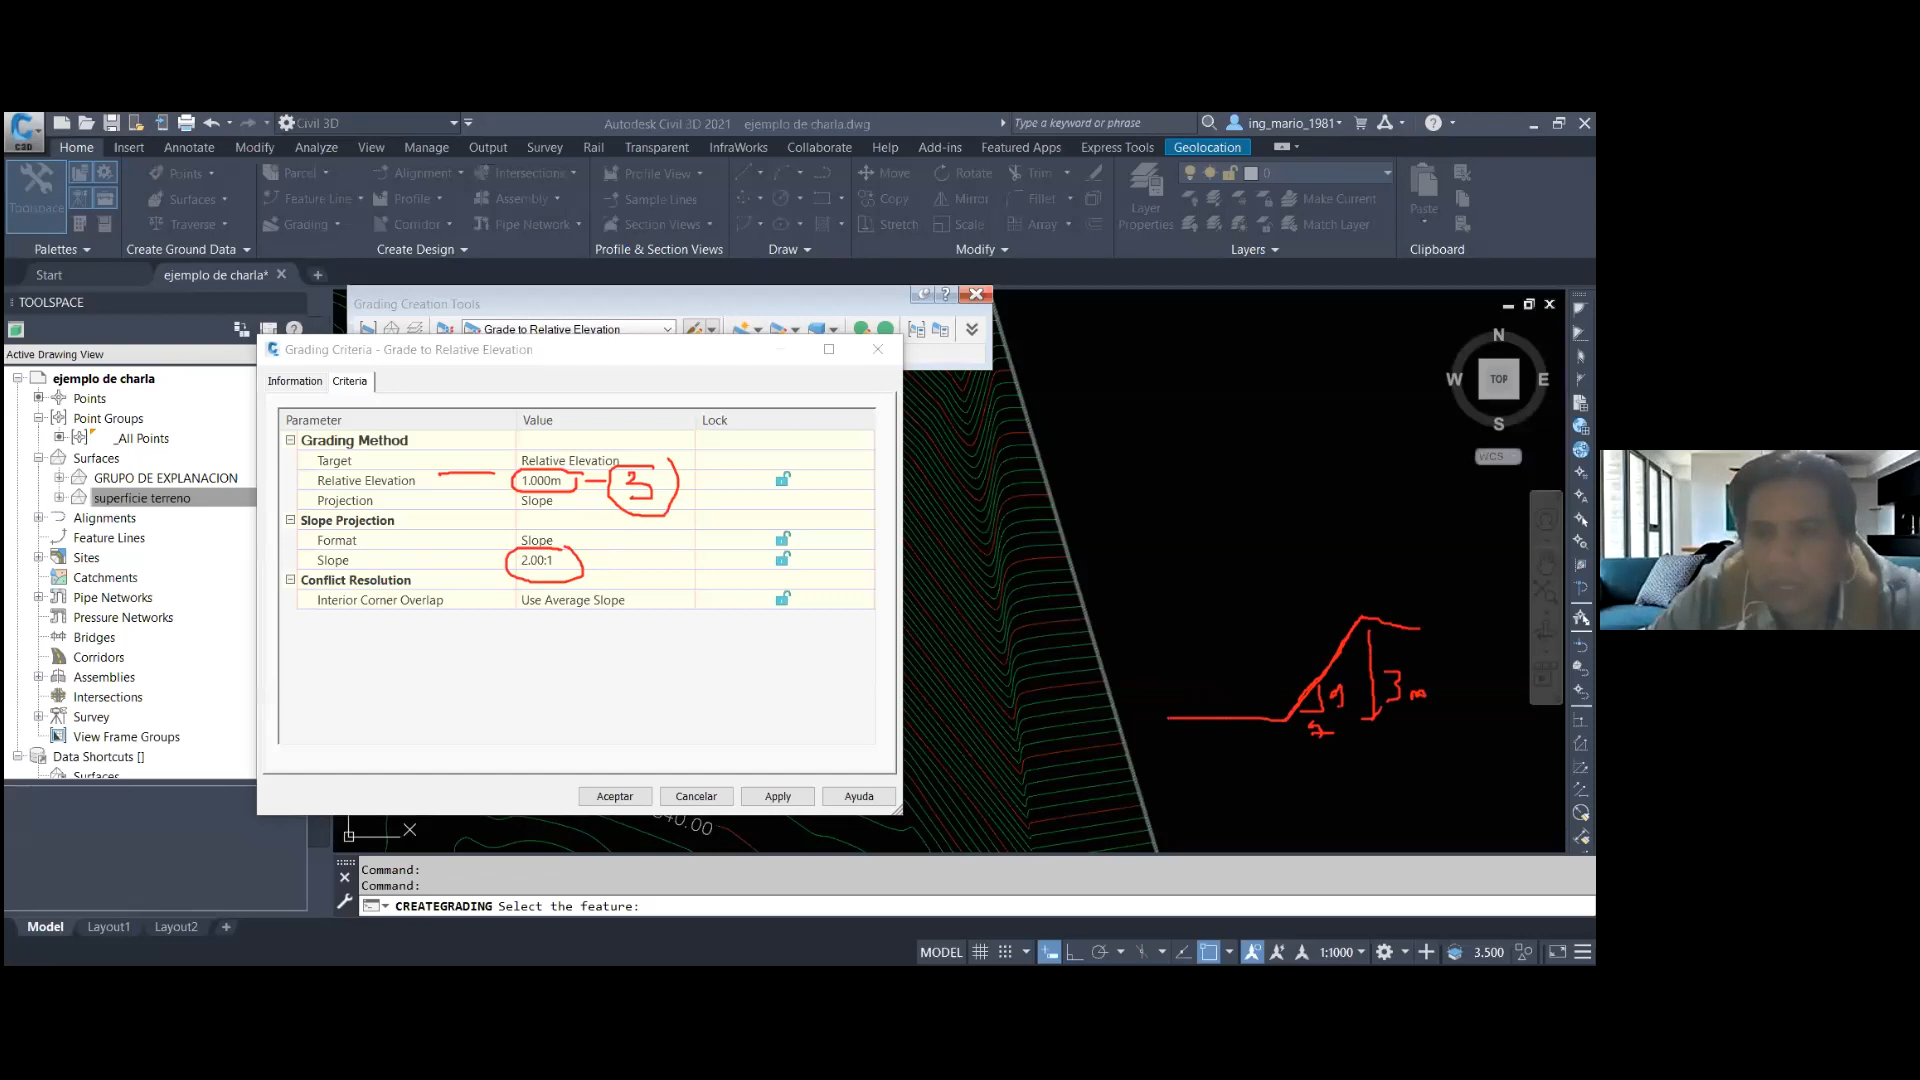 Civil 3D
Autodesk Civil 3D 2021 ejemplo de charla.dwg
Type a keyword or phrase
ing_mario_1981
C3D
Home Insert Annotate Modify Analyze View Manage Output Survey Rail Transparent InfraWorks Collaborate Help Add-ins Featured Apps Express Tools Geolocation
Toolspace
Points
Surfaces
Traverse
Parcel
Feature Line
Grading
Alignment
Profile
Corridor
Intersections
Assembly
Pipe Network
Profile View
Sample Lines
Section Views
Move
Copy
Stretch
Rotate
Mirror
Scale
Trim
Fillet
Array
Layer
Properties
0
Make Current
Match Layer
Paste
Palettes Create Ground Data Create Design Profile & Section Views Draw Modify Layers Clipboard
Start ejemplo de charla*
TOOLSPACE
Active Drawing View
ejemplo de charla
Points
Point Groups
_All Points
Surfaces
GRUPO DE EXPLANACION
superficie terreno
Alignments
Feature Lines
Sites
Catchments
Pipe Networks
Pressure Networks
Bridges
Corridors
Assemblies
Intersections
Survey
View Frame Groups
Data Shortcuts []
Surfaces
Grading Creation Tools
Grade to Relative Elevation
Grading Criteria - Grade to Relative Elevation
Information Criteria
Parameter Value Lock
Grading Method
Target Relative Elevation
Relative Elevation 1.000m 3
Projection Slope
Slope Projection
Format Slope
Slope 2.00:1
Conflict Resolution
Interior Corner Overlap Use Average Slope
Aceptar Cancelar Apply Ayuda
N
W TOP E
S
WCS
3 m
X
Command:
Command:
CREATEGRADING Select the feature:
Model Layout1 Layout2
MODEL 1:1000 3.500